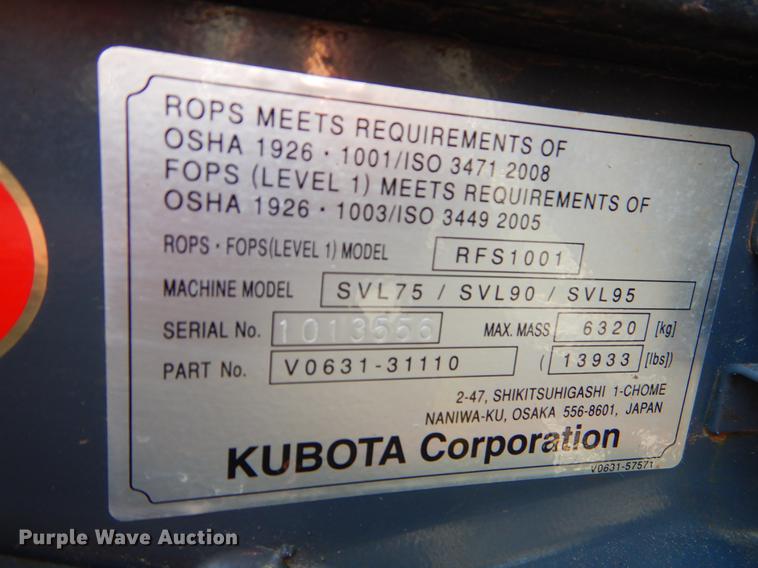 ROPS MEETS REQUIREMENTS OF
OSHA 1926 · 1001/ISO 3471 2008
FOPS (LEVEL 1) MEETS REQUIREMENTS OF
OSHA 1926 · 1003/ISO 3449 2005
ROPS · FOPS(LEVEL 1) MODEL RFS1001
MACHINE MODEL SVL75 / SVL90 / SVL95
SERIAL No. 1013556 MAX. MASS 6320 [kg]
PART No. V0631-31110 (13933 [lbs])
2-47, SHIKITSUHIGASHI 1-CHOME
NANIWA-KU, OSAKA 556-8601, JAPAN
KUBOTA Corporation
V0631-57571
Purple Wave Auction